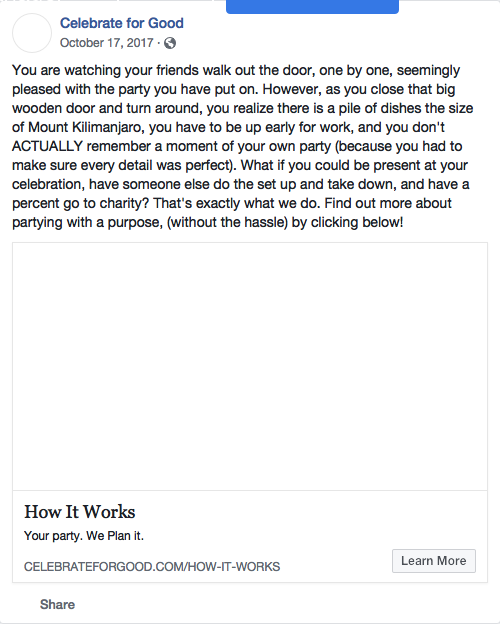 Celebrate for Good
October 17, 2017 ·
You are watching your friends walk out the door, one by one, seemingly
pleased with the party you have put on. However, as you close that big
wooden door and turn around, you realize there is a pile of dishes the size
of Mount Kilimanjaro, you have to be up early for work, and you don't
ACTUALLY remember a moment of your own party (because you had to
make sure every detail was perfect). What if you could be present at your
celebration, have someone else do the set up and take down, and have a
percent go to charity? That's exactly what we do. Find out more about
partying with a purpose, (without the hassle) by clicking below!
How It Works
Your party. We Plan it.
CELEBRATEFORGOOD.COM/HOW-IT-WORKS
Learn More
Share